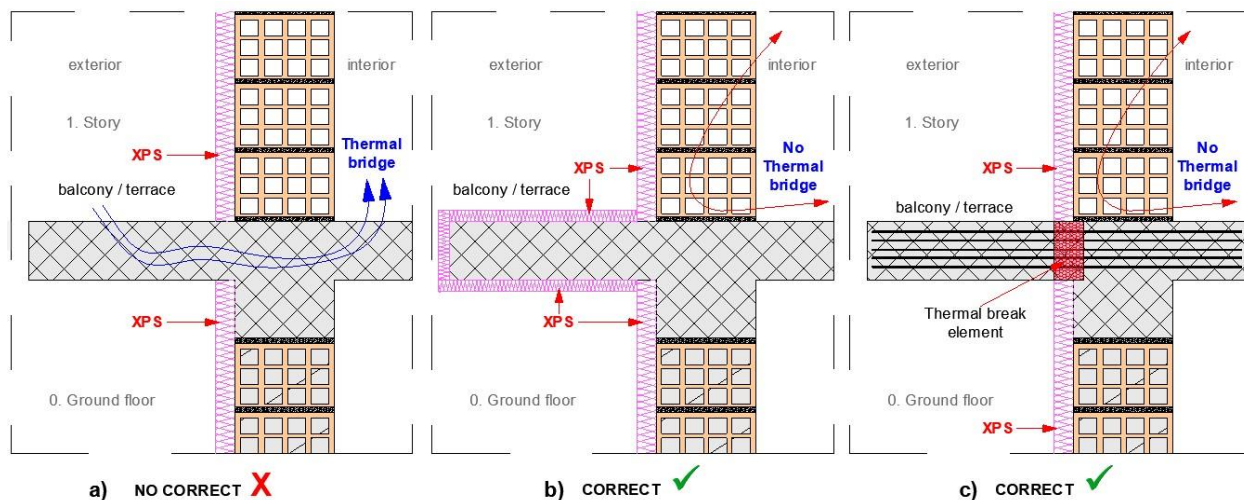 exterior
interior
1. Story
XPS
Thermal
bridge
balcony / terrace
XPS
0. Ground floor
a) NO CORRECT X
exterior
interior
1. Story
XPS
No
Thermal
bridge
balcony / terrace
XPS
0. Ground floor
b) CORRECT ✓
exterior
interior
1. Story
XPS
No
Thermal
bridge
balcony / terrace
Thermal break
element
0. Ground floor
XPS
c) CORRECT ✓